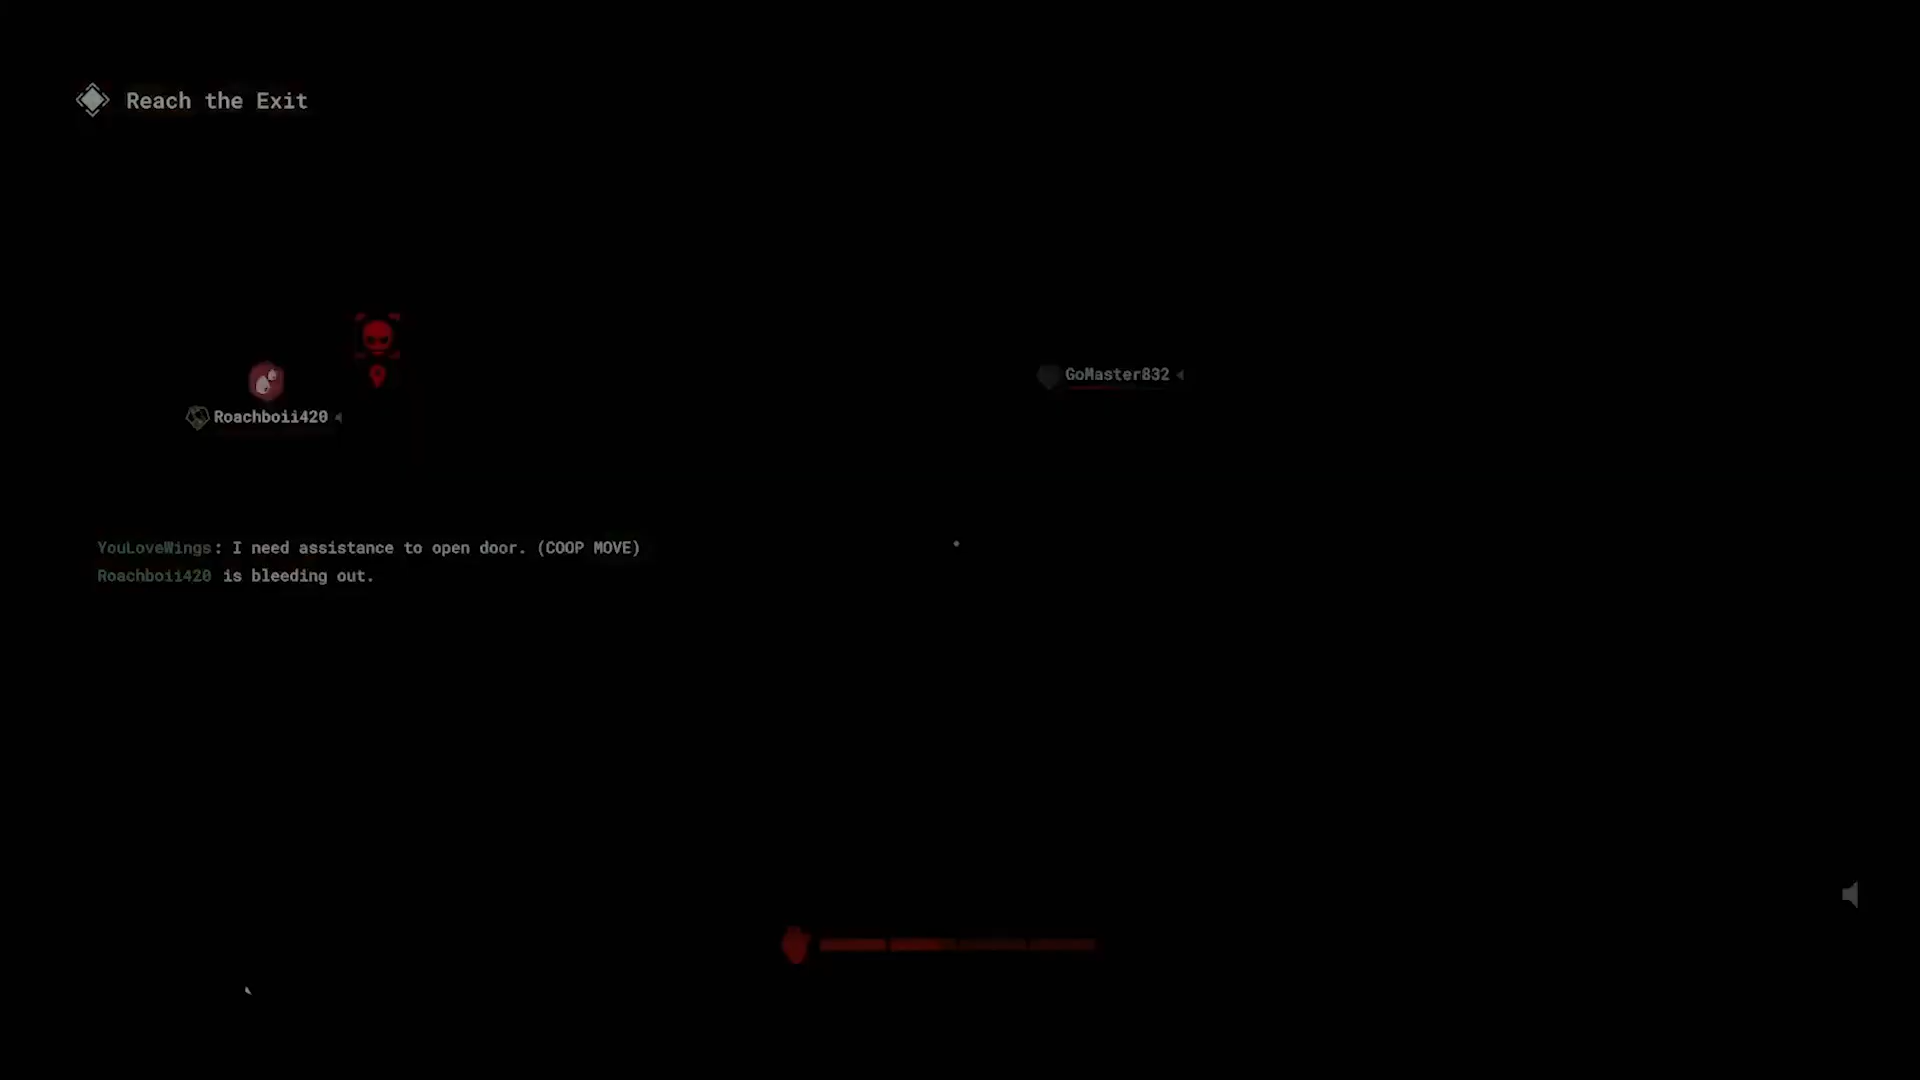 Reach the Exit
GoMaster832
Roachboii420
YouLoveWings: I need assistance to open door. (COOP MOVE)
Roachboii420 is bleeding out.